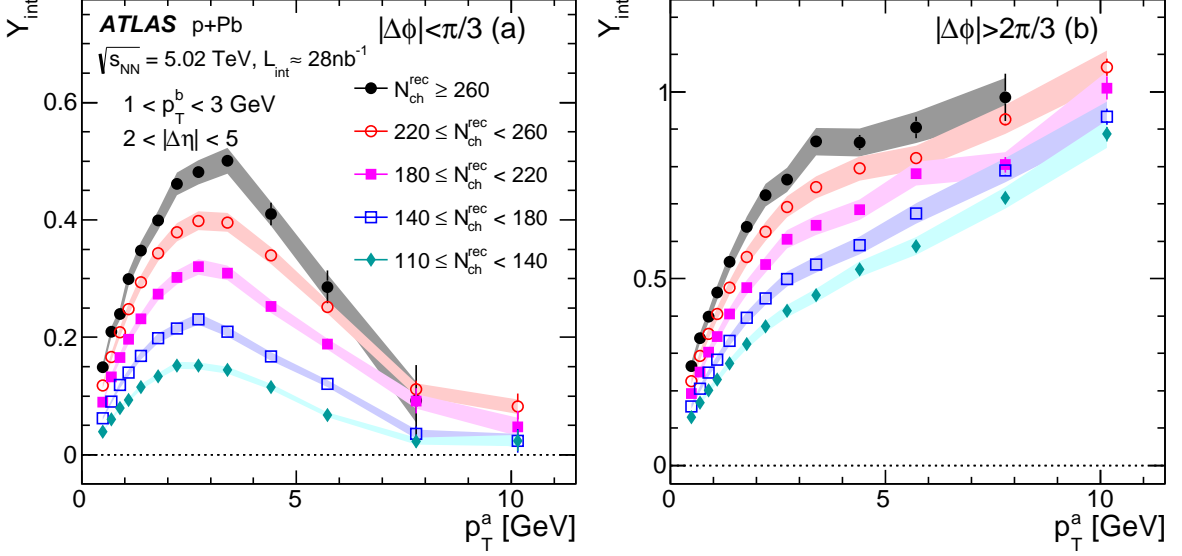 Y_int
ATLAS p+Pb
√s_NN = 5.02 TeV, L_int ≈ 28nb^-1
1 < p_T^b < 3 GeV
2 < |Δη| < 5
|Δϕ|<π/3 (a)
N_ch^rec ≥ 260
220 ≤ N_ch^rec < 260
180 ≤ N_ch^rec < 220
140 ≤ N_ch^rec < 180
110 ≤ N_ch^rec < 140
0.6
0.4
0.2
0
0 5 10
p_T^a [GeV]
Y_int
|Δϕ|>2π/3 (b)
1
0.5
0
0 5 10
p_T^a [GeV]